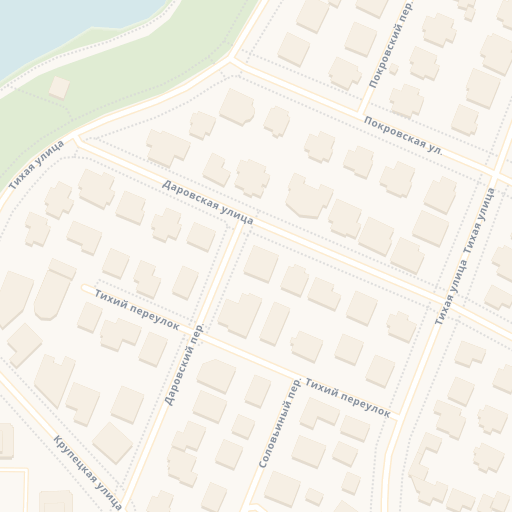 Покровский пер.
Покровская ул.
Тихая улица
Даровская улица
Тихая улица
Тихая улица
Тихий переулок
Даровский пер.
Тихий переулок
Соловьиный пер.
Крупецкая улица